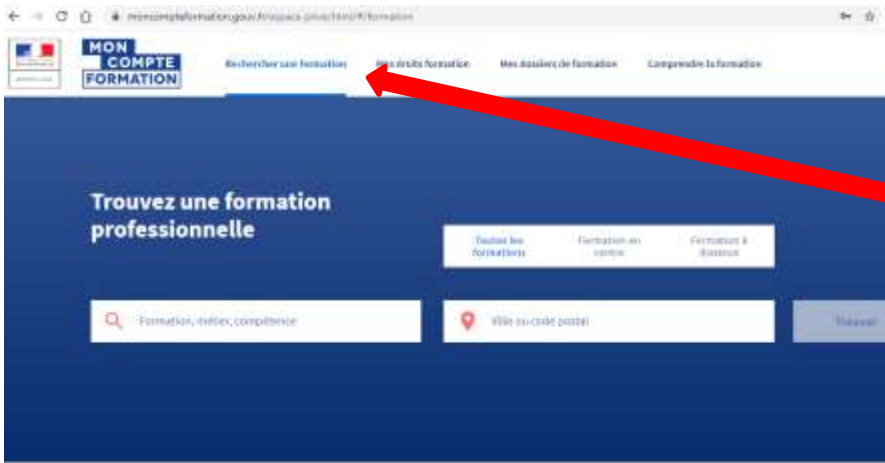 moncompteformation.gouv.fr/espace-prive/html/#/formation
MON
COMPTE
FORMATION
Rechercher une formation
Mes droits formation
Mes dossiers de formation
Comprendre la formation
Trouvez une formation
professionnelle
Toutes les
formations
Formation en
centre
Formation à
distance
Formation, métier, compétence
Ville ou code postal
Trouver